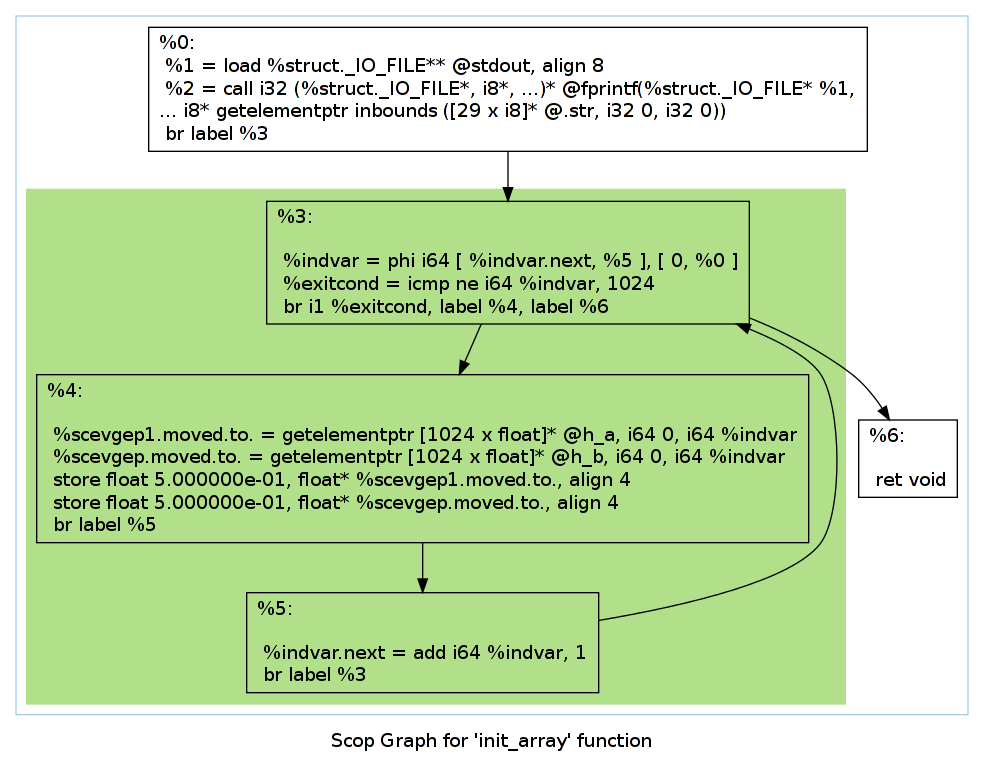 %0:
%1 = load %struct._IO_FILE** @stdout, align 8
%2 = call i32 (%struct._IO_FILE*, i8*, ...)* @fprintf(%struct._IO_FILE* %1,
... i8* getelementptr inbounds ([29 x i8]* @.str, i32 0, i32 0))
br label %3
%3:
%indvar = phi i64 [ %indvar.next, %5 ], [ 0, %0 ]
%exitcond = icmp ne i64 %indvar, 1024
br i1 %exitcond, label %4, label %6
%4:
%scevgep1.moved.to. = getelementptr [1024 x float]* @h_a, i64 0, i64 %indvar
%scevgep.moved.to. = getelementptr [1024 x float]* @h_b, i64 0, i64 %indvar
store float 5.000000e-01, float* %scevgep1.moved.to., align 4
store float 5.000000e-01, float* %scevgep.moved.to., align 4
br label %5
%6:
ret void
%5:
%indvar.next = add i64 %indvar, 1
br label %3
Scop Graph for 'init_array' function